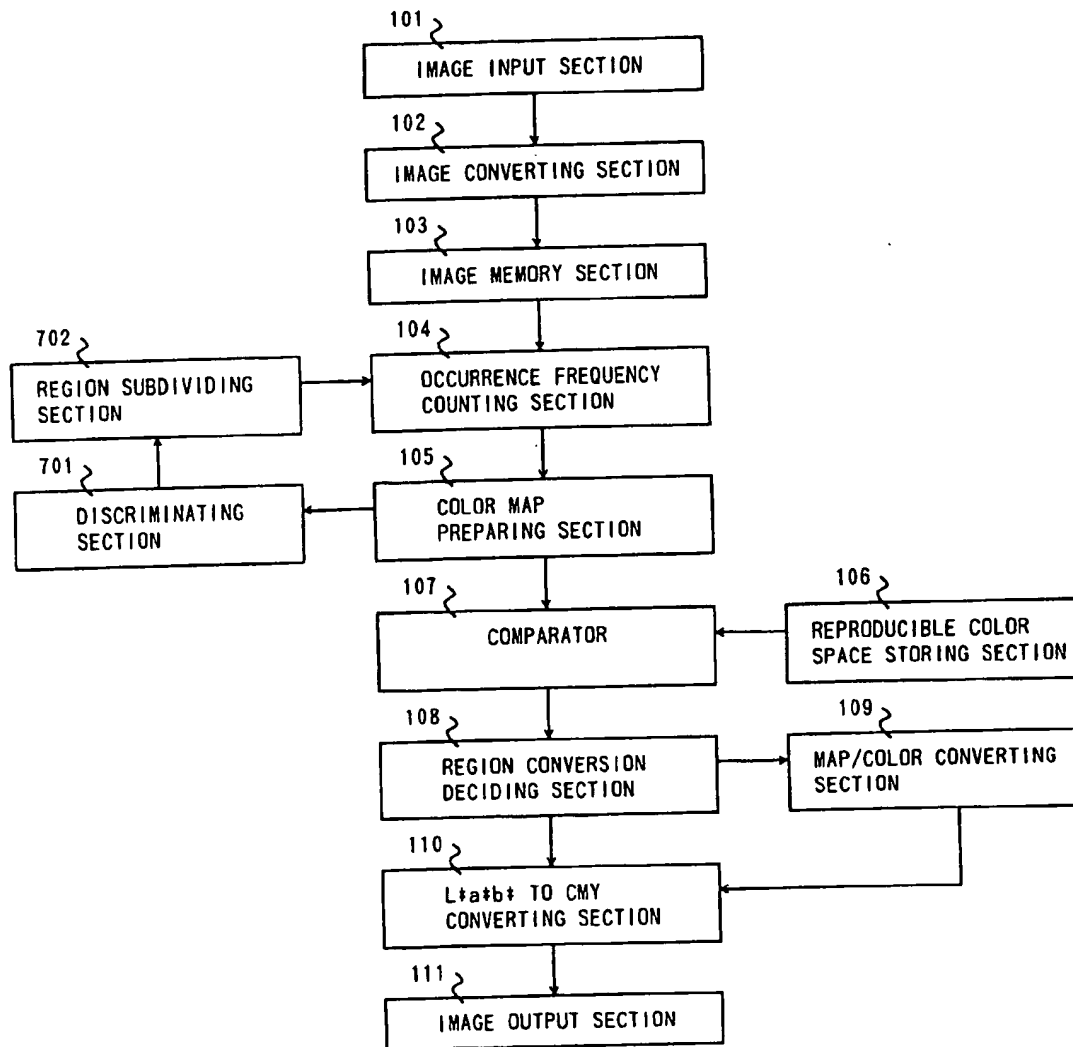 101
IMAGE INPUT SECTION
102
IMAGE CONVERTING SECTION
103
IMAGE MEMORY SECTION
702
REGION SUBDIVIDING
SECTION
104
OCCURRENCE FREQUENCY
COUNTING SECTION
701
DISCRIMINATING
SECTION
105
COLOR MAP
PREPARING SECTION
107
COMPARATOR
106
REPRODUCIBLE COLOR
SPACE STORING SECTION
108
REGION CONVERSION
DECIDING SECTION
109
MAP/COLOR CONVERTING
SECTION
110
L*a*b* TO CMY
CONVERTING SECTION
111
IMAGE OUTPUT SECTION